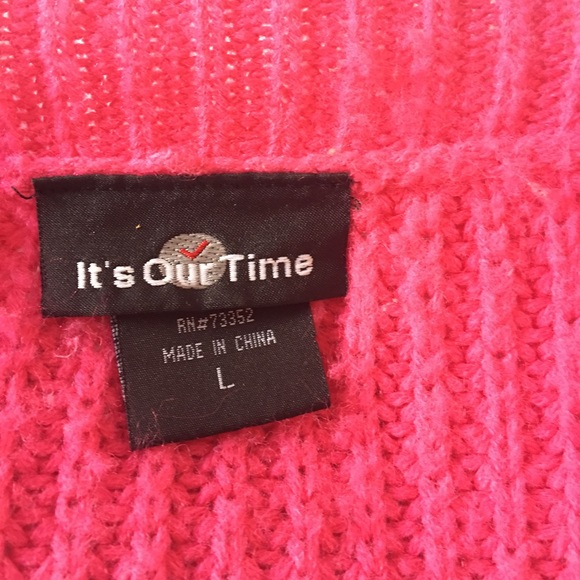 It's Our Time
RN#73352
MADE IN CHINA
L